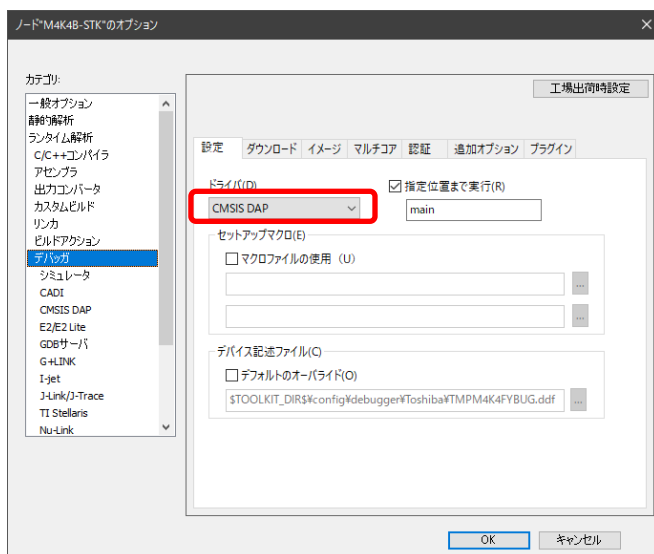 ノード"M4K4B-STK"のオプション
カテゴリ:
一般オプション
静的解析
ランタイム解析
C/C++コンパイラ
アセンブラ
出力コンバータ
カスタムビルド
リンカ
ビルドアクション
デバッガ
シミュレータ
CADI
CMSIS DAP
E2/E2 Lite
GDBサーバ
G+LINK
I-jet
J-Link/J-Trace
TI Stellaris
Nu-Link
工場出荷時設定
設定 ダウンロード イメージ マルチコア 認証 追加オプション プラグイン
ドライバ(D)
指定位置まで実行(R)
CMSIS DAP
main
セットアップマクロ(E)
マクロファイルの使用 (U)
...
...
デバイス記述ファイル(C)
デフォルトのオーバライド(O)
$TOOLKIT_DIR$¥config¥debugger¥Toshiba¥TMPM4K4FYBUG.ddf
...
OK キャンセル